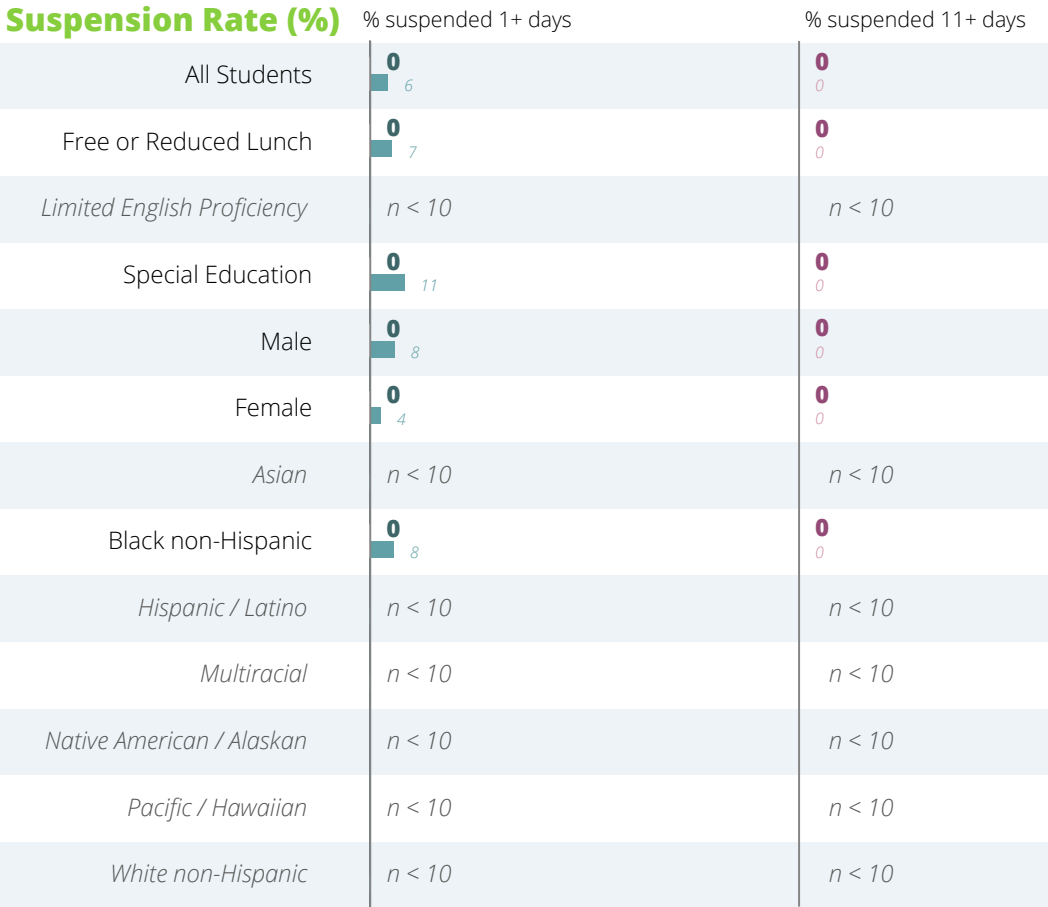 Suspension Rate (%) % suspended 1+ days % suspended 11+ days
All Students 0 6 0 0
Free or Reduced Lunch 0 7 0 0
Limited English Proficiency n < 10 n < 10
Special Education 0 11 0 0
Male 0 8 0 0
Female 0 4 0 0
Asian n < 10 n < 10
Black non-Hispanic 0 8 0 0
Hispanic / Latino n < 10 n < 10
Multiracial n < 10 n < 10
Native American / Alaskan n < 10 n < 10
Pacific / Hawaiian n < 10 n < 10
White non-Hispanic n < 10 n < 10